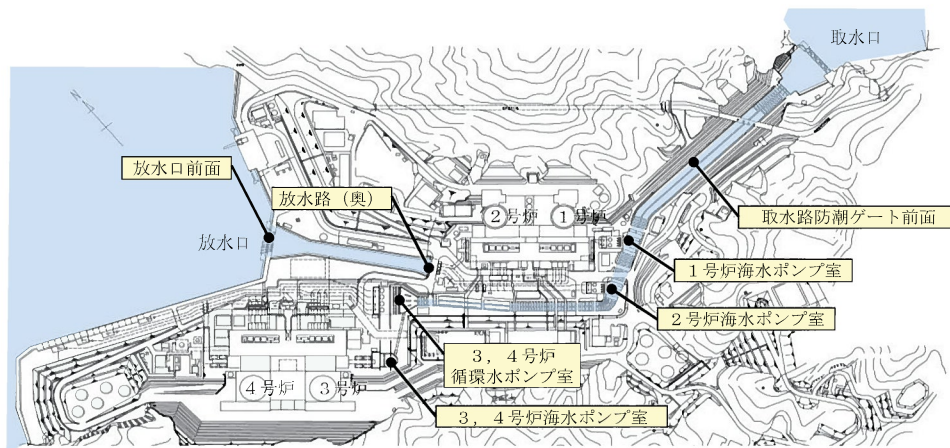 取水口
放水口前面
放水路（奥）
２号炉
１号炉
取水路防潮ゲート前面
放水口
１号炉海水ポンプ室
２号炉海水ポンプ室
３，４号炉
循環水ポンプ室
４号炉
３号炉
３，４号炉海水ポンプ室